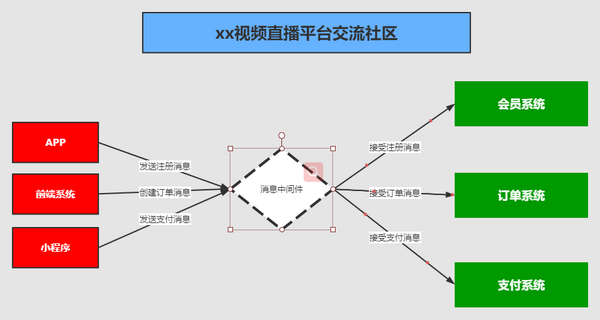 xx视频直播平台交流社区
APP
前端系统
小程序
发送注册消息
创建订单消息
发送支付消息
消息中间件
接受注册消息
接受订单消息
接受支付消息
会员系统
订单系统
支付系统